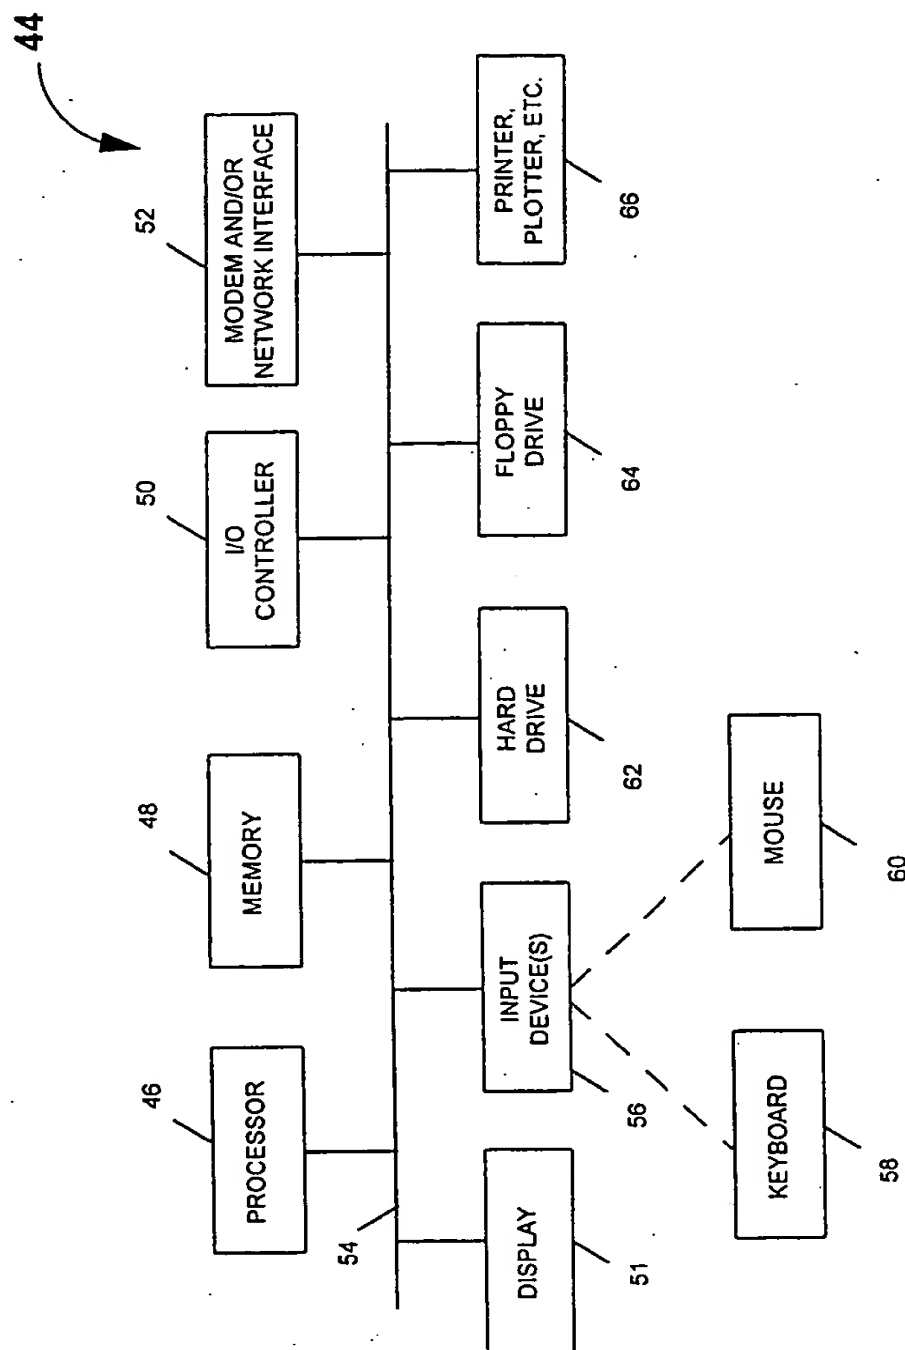 44
46
48
50
52
PROCESSOR
MEMORY
I/O
CONTROLLER
MODEM AND/OR
NETWORK INTERFACE
54
DISPLAY
INPUT
DEVICE(S)
HARD
DRIVE
FLOPPY
DRIVE
PRINTER,
PLOTTER, ETC.
51
56
62
64
66
KEYBOARD
MOUSE
58
60